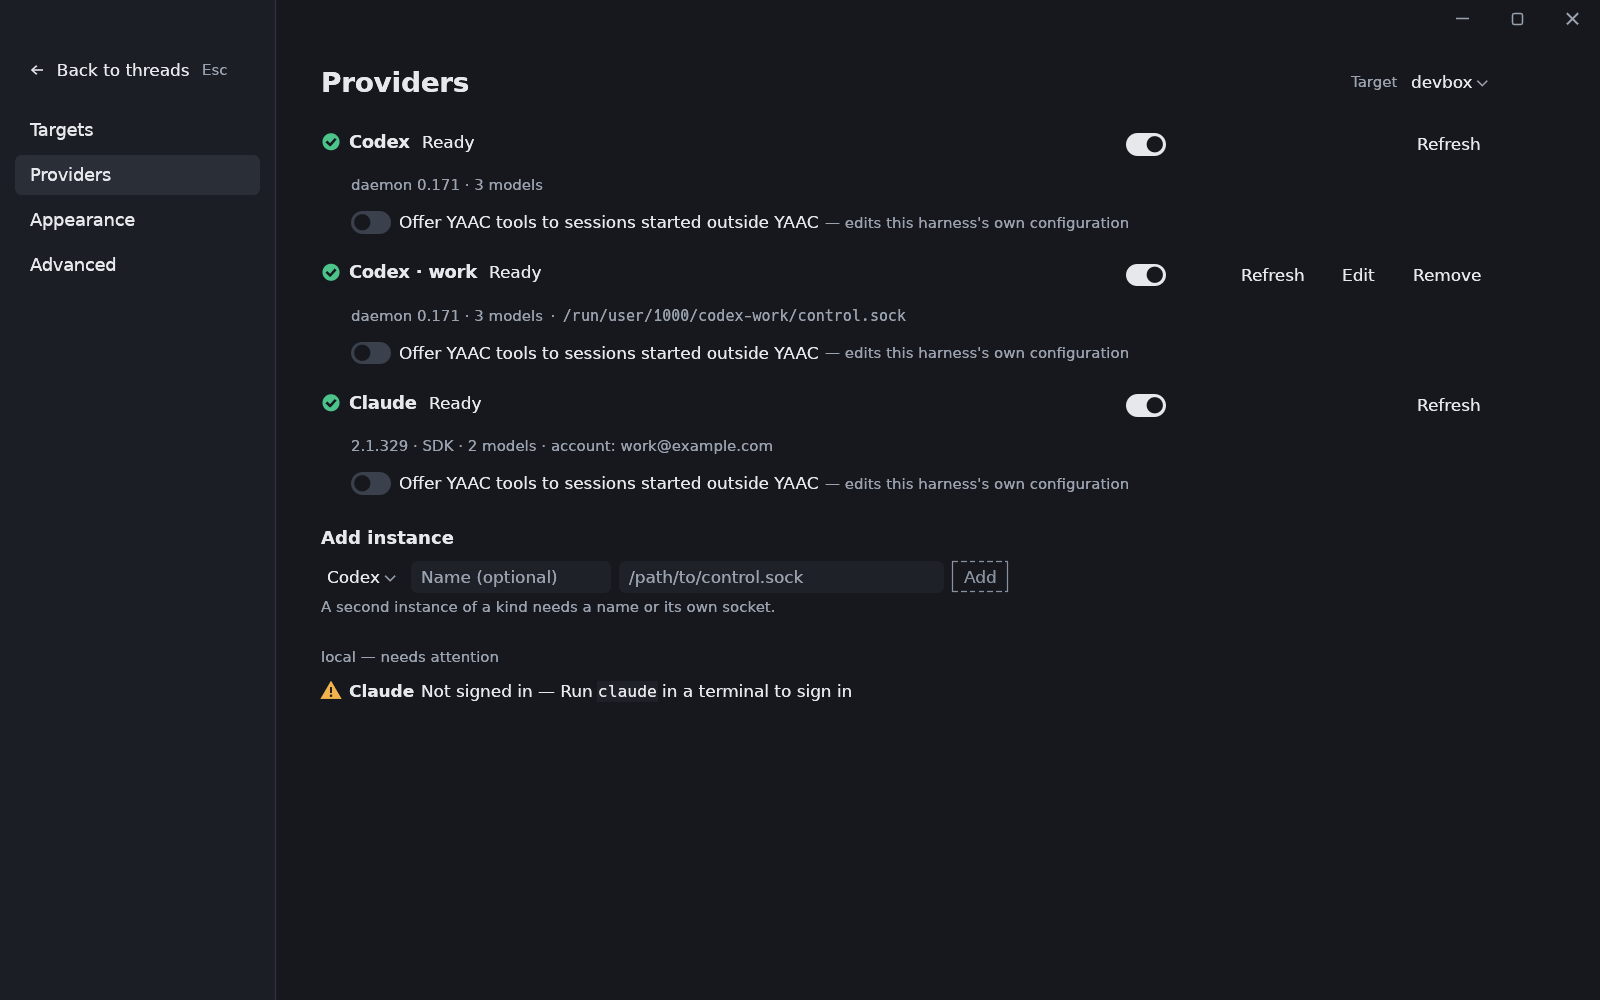 Back to threads Esc
Targets
Providers
Appearance
Advanced
Providers
Target devbox
Codex Ready
Refresh
daemon 0.171 · 3 models
Offer YAAC tools to sessions started outside YAAC — edits this harness's own configuration
Codex · work Ready
Refresh Edit Remove
daemon 0.171 · 3 models · /run/user/1000/codex-work/control.sock
Offer YAAC tools to sessions started outside YAAC — edits this harness's own configuration
Claude Ready
Refresh
2.1.329 · SDK · 2 models · account: work@example.com
Offer YAAC tools to sessions started outside YAAC — edits this harness's own configuration
Add instance
Codex Name (optional) /path/to/control.sock Add
A second instance of a kind needs a name or its own socket.
local — needs attention
Claude Not signed in — Run claude in a terminal to sign in